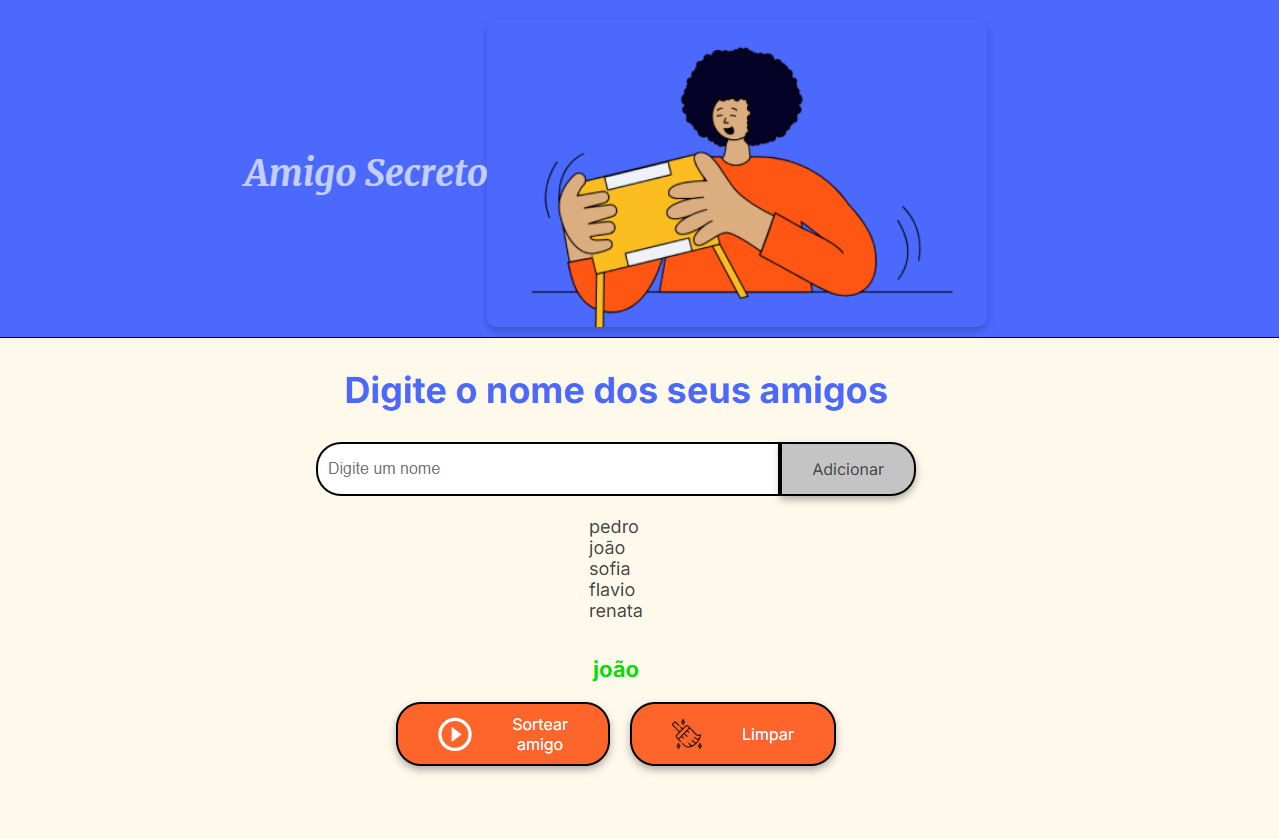 Amigo Secreto
Digite o nome dos seus amigos
Digite um nome
Adicionar
pedro
joão
sofia
flavio
renata
joão
Sortear
amigo
Limpar